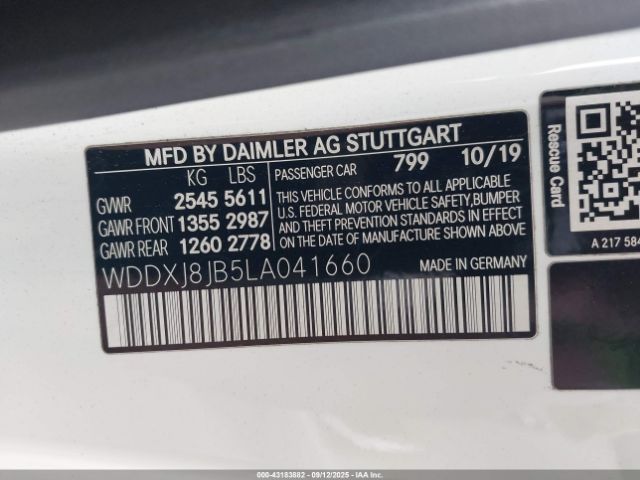 MFD BY DAIMLER AG STUTTGART
KG LBS
GVWR 2545 5611
GAWR FRONT 1355 2987
GAWR REAR 1260 2778
PASSENGER CAR 799 10/19
THIS VEHICLE CONFORMS TO ALL APPLICABLE
U.S. FEDERAL MOTOR VEHICLE SAFETY, BUMPER
AND THEFT PREVENTION STANDARDS IN EFFECT
ON THE DATE OF MANUFACTURE SHOWN ABOVE
WDDXJ8JB5LA041660 MADE IN GERMANY
Rescue Card
A 217 584
000-43183882 - 09/12/2025 - IAAI.COM